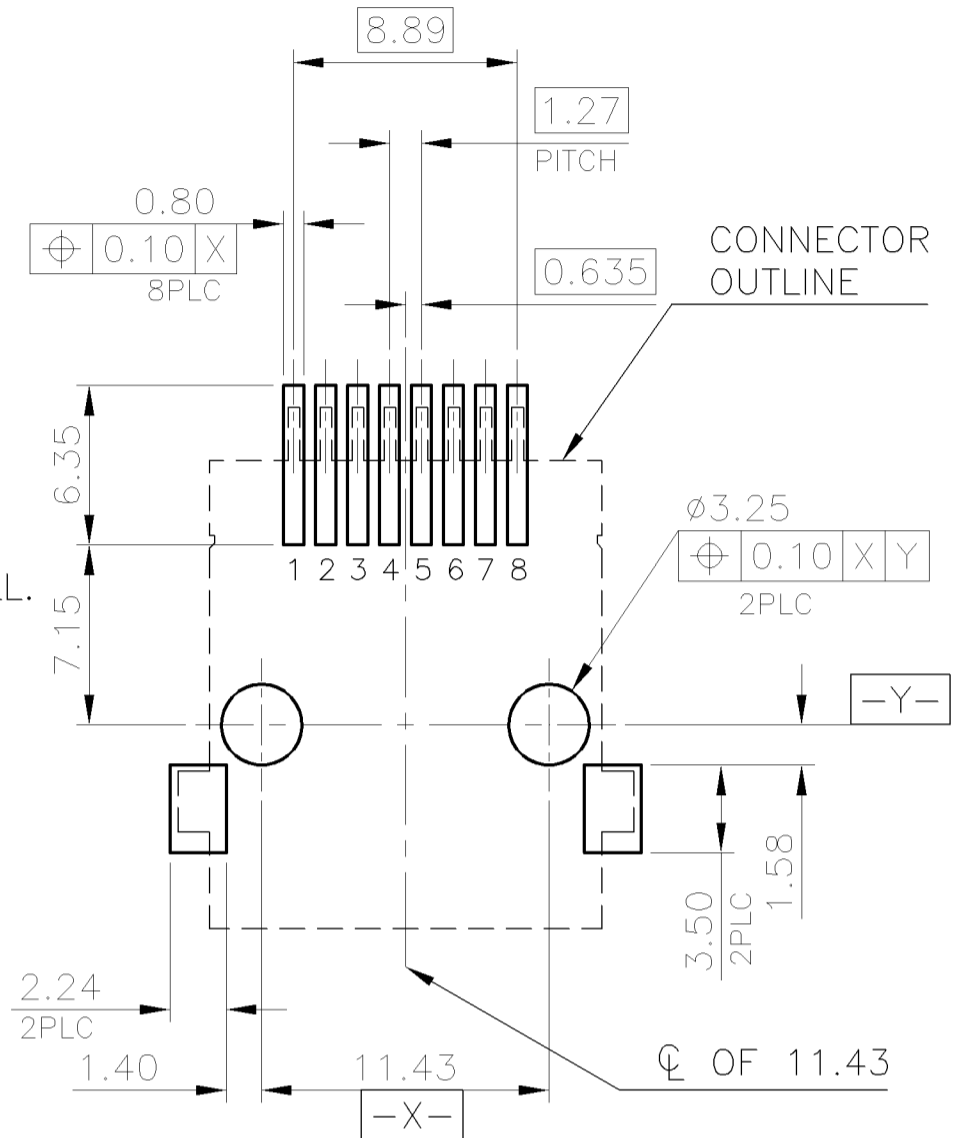 8.89
1.27
PITCH
0.80
⌖ 0.10 X
8PLC
0.635
CONNECTOR
OUTLINE
6.35
1 2 3 4 5 6 7 8
ø3.25
⌖ 0.10 X Y
2PLC
L.
7.15
-Y-
1.58
3.50
2PLC
2.24
2PLC
1.40
11.43
-X-
℄ OF 11.43